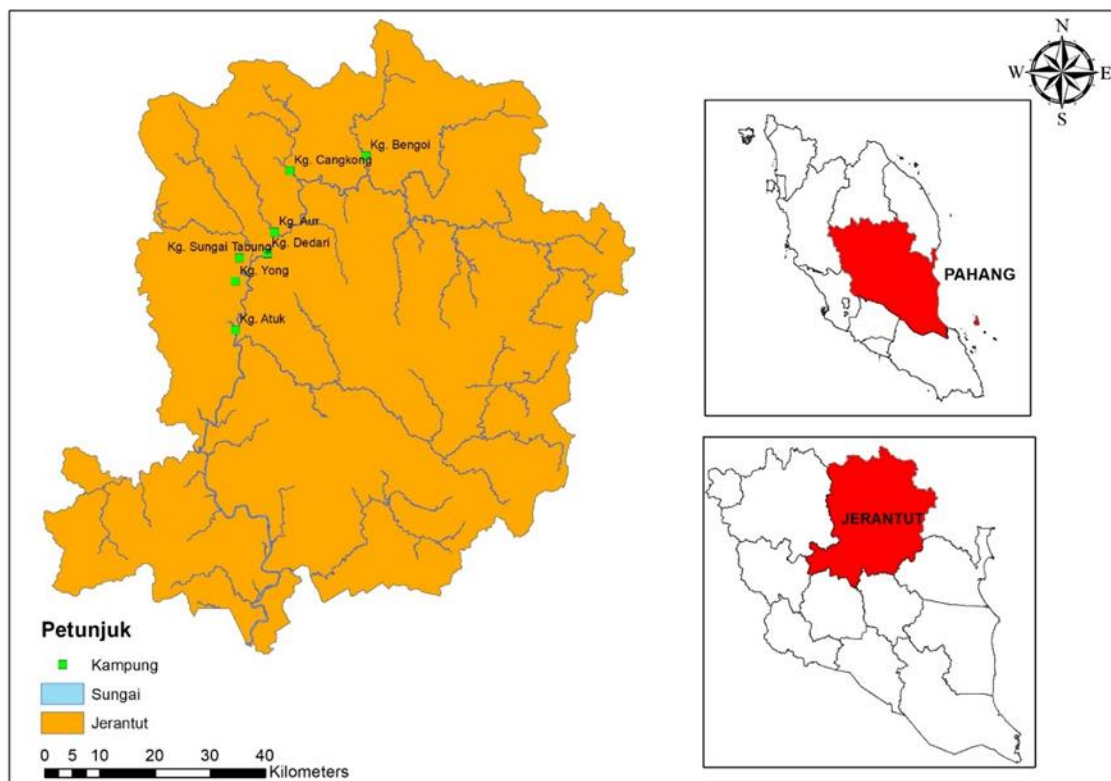 N
W
E
S
Kg. Bengoi
Kg. Cangkong
Kg. Aur
Kg. Sungai Tabung
Kg. Dedari
Kg. Yong
Kg. Atuk
PAHANG
JERANTUT
Petunjuk
Kampung
Sungai
Jerantut
0 5 10 20 30 40
Kilometers